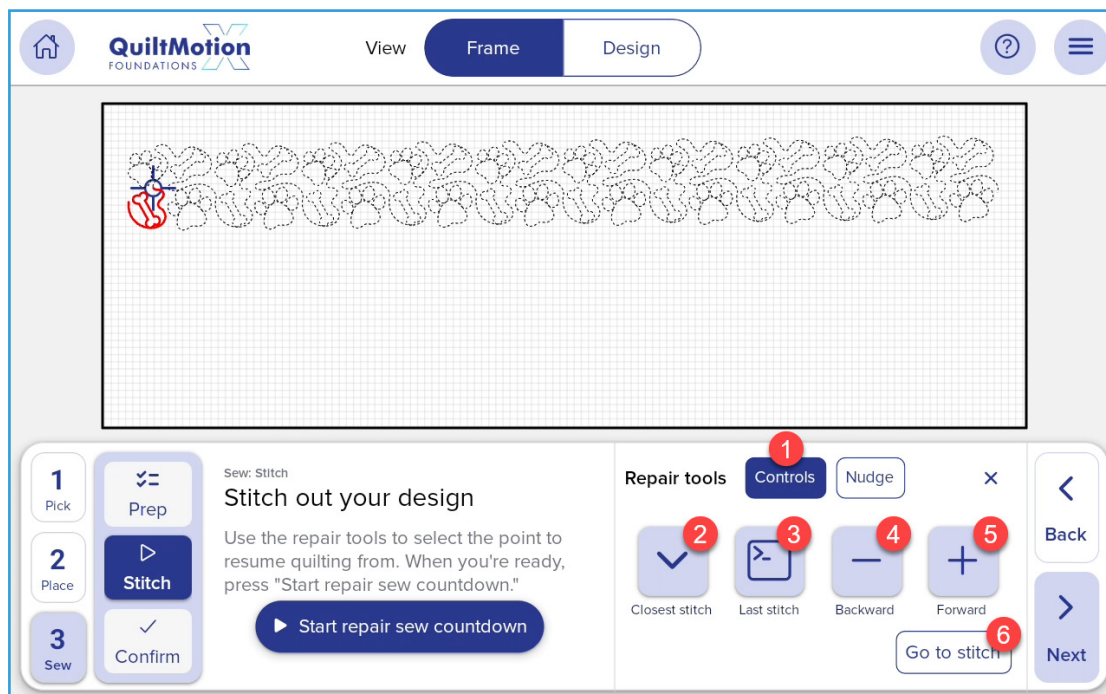 QuiltMotion
FOUNDATIONS
View
Frame
Design
?
1
Pick
2
Place
3
Sew
Prep
Stitch
Confirm
Sew: Stitch
Stitch out your design
Use the repair tools to select the point to
resume quilting from. When you're ready,
press "Start repair sew countdown."
Start repair sew countdown
Repair tools
1
Controls
Nudge
2
3
4
5
Closest stitch
Last stitch
Backward
Forward
6
Go to stitch
Back
Next